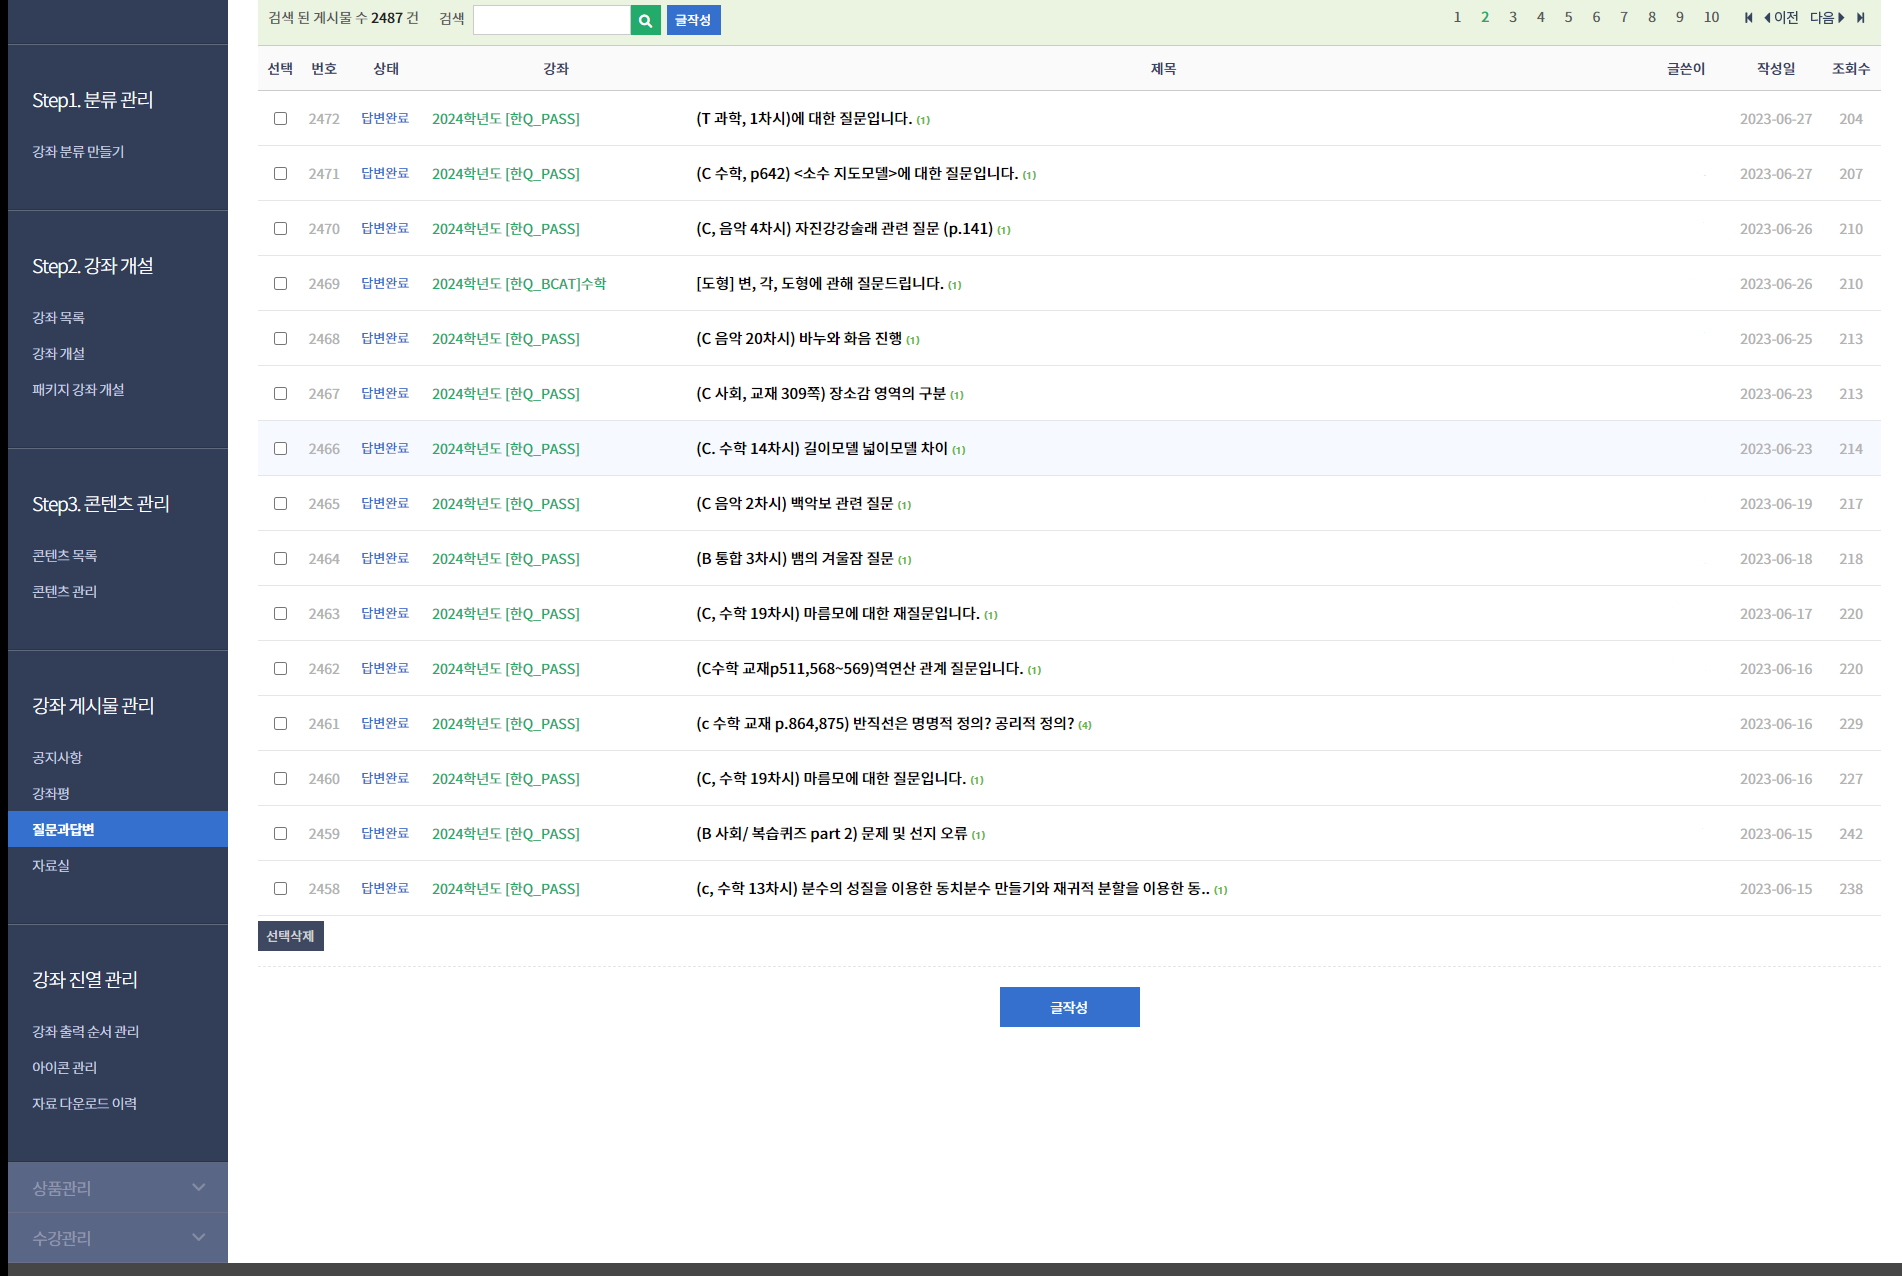 검색 된 게시물 수 2487 건 검색 글작성 1 2 3 4 5 6 7 8 9 10 이전 다음
선택 번호 상태 강좌 제목 글쓴이 작성일 조회수
2472 답변완료 2024학년도 [한Q_PASS] (T 과학, 1차시)에 대한 질문입니다. (1) 2023-06-27 204
2471 답변완료 2024학년도 [한Q_PASS] (C 수학, p642) <소수 지도모델>에 대한 질문입니다. (1) 2023-06-27 207
2470 답변완료 2024학년도 [한Q_PASS] (C, 음악 4차시) 자진강강술래 관련 질문 (p.141) (1) 2023-06-26 210
2469 답변완료 2024학년도 [한Q_BCAT]수학 [도형] 변, 각, 도형에 관해 질문드립니다. (1) 2023-06-26 210
2468 답변완료 2024학년도 [한Q_PASS] (C 음악 20차시) 바누와 화음 진행 (1) 2023-06-25 213
2467 답변완료 2024학년도 [한Q_PASS] (C 사회, 교재 309쪽) 장소감 영역의 구분 (1) 2023-06-23 213
2466 답변완료 2024학년도 [한Q_PASS] (C. 수학 14차시) 길이모델 넓이모델 차이 (1) 2023-06-23 214
2465 답변완료 2024학년도 [한Q_PASS] (C 음악 2차시) 백악보 관련 질문 (1) 2023-06-19 217
2464 답변완료 2024학년도 [한Q_PASS] (B 통합 3차시) 뱀의 겨울잠 질문 (1) 2023-06-18 218
2463 답변완료 2024학년도 [한Q_PASS] (C, 수학 19차시) 마름모에 대한 재질문입니다. (1) 2023-06-17 220
2462 답변완료 2024학년도 [한Q_PASS] (C수학 교재p511,568~569)역연산 관계 질문입니다. (1) 2023-06-16 220
2461 답변완료 2024학년도 [한Q_PASS] (c 수학 교재 p.864,875) 반직선은 명명적 정의? 공리적 정의? (4) 2023-06-16 229
2460 답변완료 2024학년도 [한Q_PASS] (C, 수학 19차시) 마름모에 대한 질문입니다. (1) 2023-06-16 227
2459 답변완료 2024학년도 [한Q_PASS] (B 사회/ 복습퀴즈 part 2) 문제 및 선지 오류 (1) 2023-06-15 242
2458 답변완료 2024학년도 [한Q_PASS] (c, 수학 13차시) 분수의 성질을 이용한 동치분수 만들기와 재귀적 분할을 이용한 동.. (1) 2023-06-15 238
선택삭제
글작성
Step1. 분류 관리
강좌 분류 만들기
Step2. 강좌 개설
강좌 목록
강좌 개설
패키지 강좌 개설
Step3. 콘텐츠 관리
콘텐츠 목록
콘텐츠 관리
강좌 게시물 관리
공지사항
강좌평
질문과답변
자료실
강좌 진열 관리
강좌 출력 순서 관리
아이콘 관리
자료 다운로드 이력
상품관리
수강관리